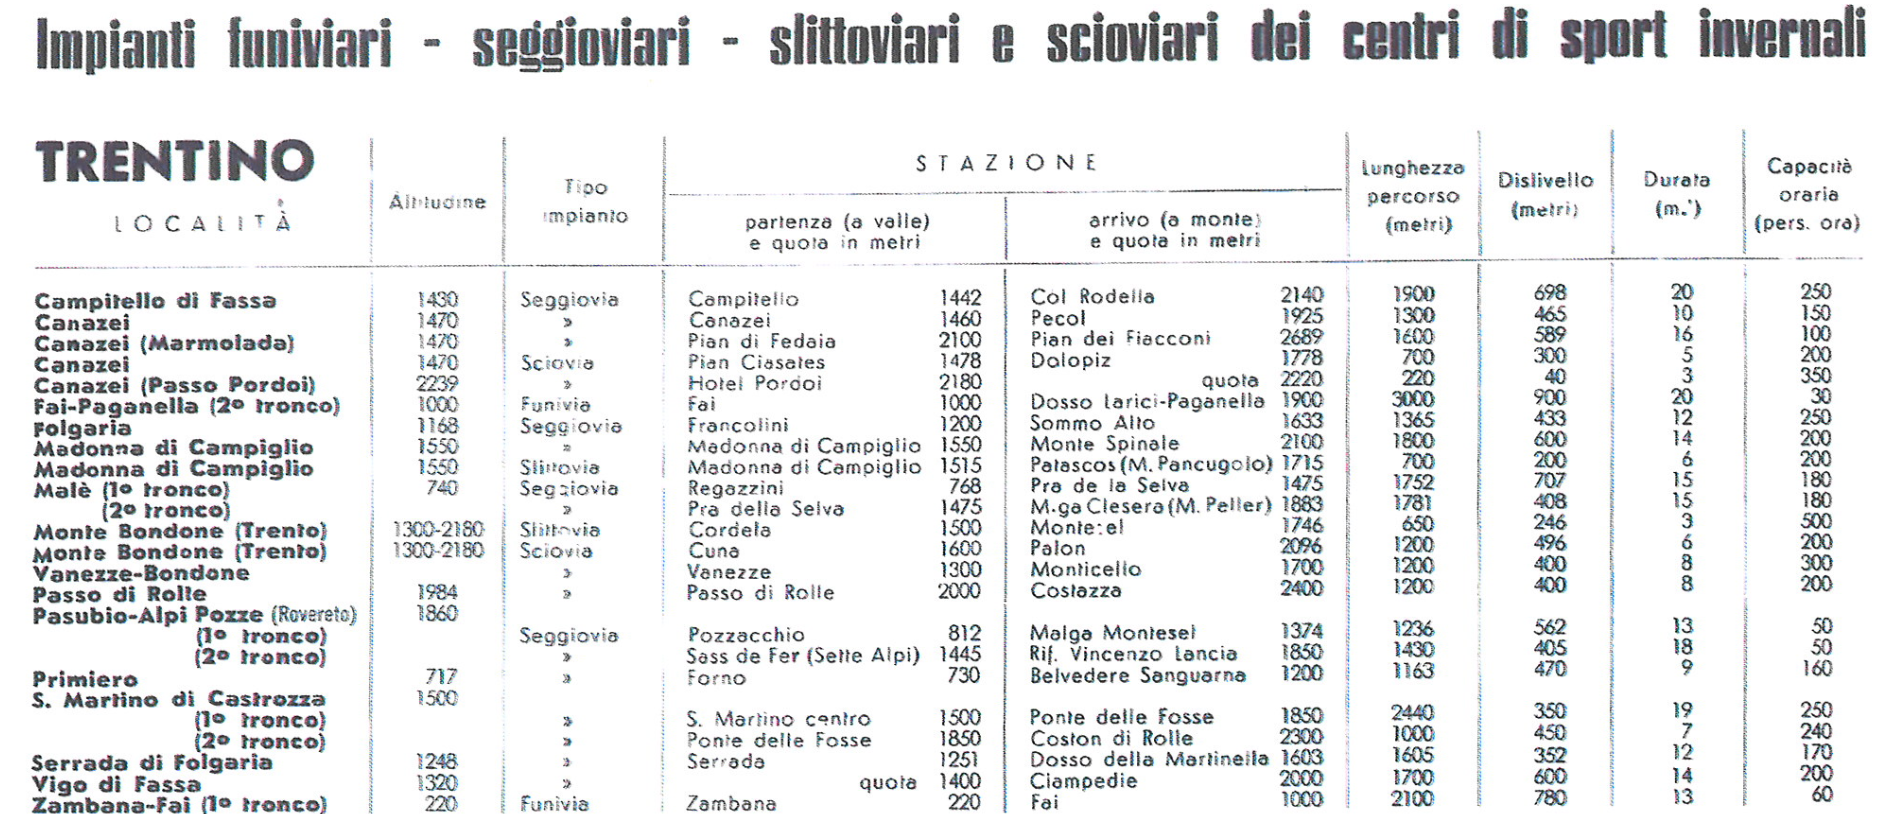 Impianti funiviari - seggioviari - slittoviari e scioviari dei centri di sport invernali
TRENTINO
LOCALITÀ
Altitudine
Tipo impianto
STAZIONE
partenza (a valle) e quota in metri
arrivo (a monte) e quota in metri
Lunghezza percorso (metri)
Dislivello (metri)
Durata (m.')
Capacità oraria (pers. ora)
Campitello di Fassa 1430 Seggiovia Campitello 1442 Col Rodella 2140 1900 698 20 250
Canazei 1470 » Canazei 1460 Pecol 1925 1300 465 10 150
Canazei (Marmolada) 1470 » Pian di Fedaia 2100 Pian dei Fiacconi 2689 1600 589 16 100
Canazei 1470 Sciovia Pian Ciasates 1478 Dolopiz 1778 700 300 5 200
Canazei (Passo Pordoi) 2239 » Hotel Pordoi 2180 quota 2220 220 40 3 350
Fai-Paganella (2º tronco) 1000 Funivia Fai 1000 Dosso Larici-Paganella 1900 3000 900 20 30
Folgaria 1168 Seggiovia Francolini 1200 Sommo Alto 1633 1365 433 12 250
Madonna di Campiglio 1550 » Madonna di Campiglio 1550 Monte Spinale 2100 1800 600 14 200
Madonna di Campiglio 1550 Slittovia Madonna di Campiglio 1515 Patascos (M. Pancugolo) 1715 700 200 6 200
Malè (1º tronco) 740 Seggiovia Regazzini 768 Pra de la Selva 1475 1752 707 15 180
(2º tronco) » Pra della Selva 1475 M.ga Clesera (M. Peller) 1883 1781 408 15 180
Monte Bondone (Trento) 1300-2180 Slittovia Cordela 1500 1746 650 246 3 500
Monte Bondone (Trento) 1300-2180 Sciovia Cuna 1600 Palon 2096 1200 496 6 200
Vanezze-Bondone » Vanezze 1300 Monticello 1700 1200 400 8 300
Passo di Rolle 1984 » Passo di Rolle 2000 Costazza 2400 1200 400 8 200
Pasubio-Alpi Pozze (Rovereto) 1860
(1º tronco) Seggiovia Pozzacchio 812 Malga Montesel 1374 1236 562 13 50
(2º tronco) » Sass de Fer (Sette Alpi) 1445 Rif. Vincenzo Lancia 1850 1430 405 18 50
Primiero 717 » Forno 730 Belvedere Sanguarna 1200 1163 470 9 160
S. Martino di Castrozza 1500
(1º tronco) » S. Martino centro 1500 Ponte delle Fosse 1850 2440 350 19 250
(2º tronco) » Ponte delle Fosse 1850 Coston di Rolle 2300 1000 450 7 240
Serrada di Folgaria 1248 » Serrada 1251 Dosso della Martinella 1603 1605 352 12 170
Vigo di Fassa 1320 » quota 1400 Ciampedie 2000 1700 600 14 200
Zambana-Fai (1º tronco) 220 Funivia Zambana 220 Fai 1000 2100 780 13 60